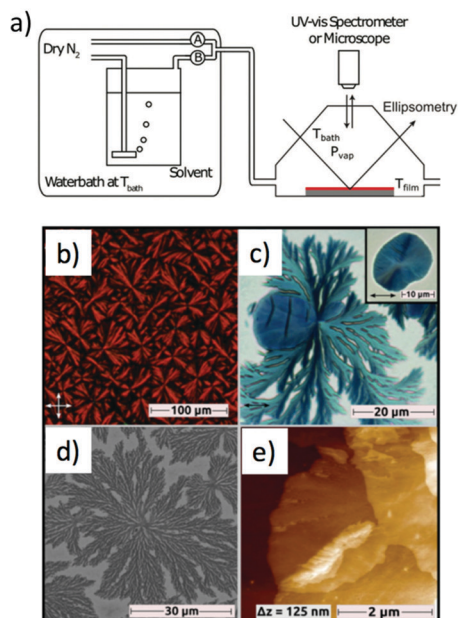 a)
UV-vis Spectrometer
or Microscope
Dry N2
A
B
Ellipsometry
Tbath
Pvap
Solvent
Waterbath at Tbath
Tfilm
b)
100 μm
c)
10 μm
20 μm
d)
30 μm
e)
Δz = 125 nm
2 μm